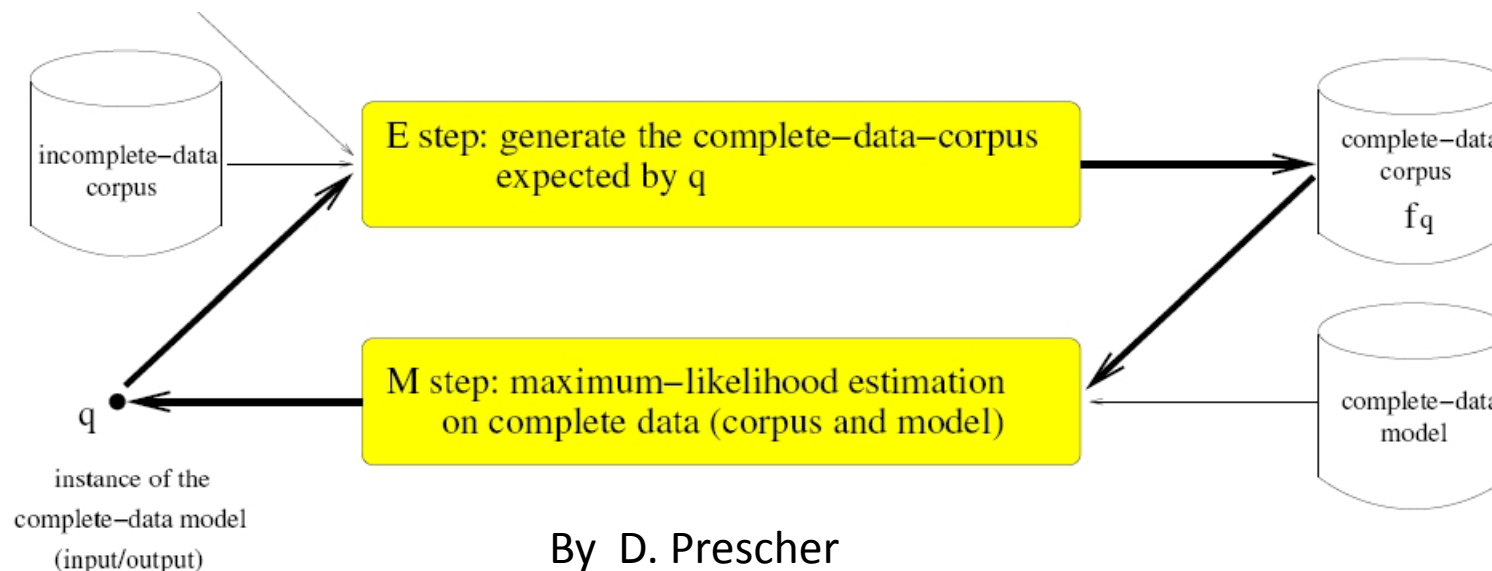 incomplete−data
corpus
E step: generate the complete−data−corpus
expected by q
complete−data
corpus
fq
q
M step: maximum−likelihood estimation
on complete data (corpus and model)
complete−data
model
instance of the
complete−data model
(input/output)
By D. Prescher